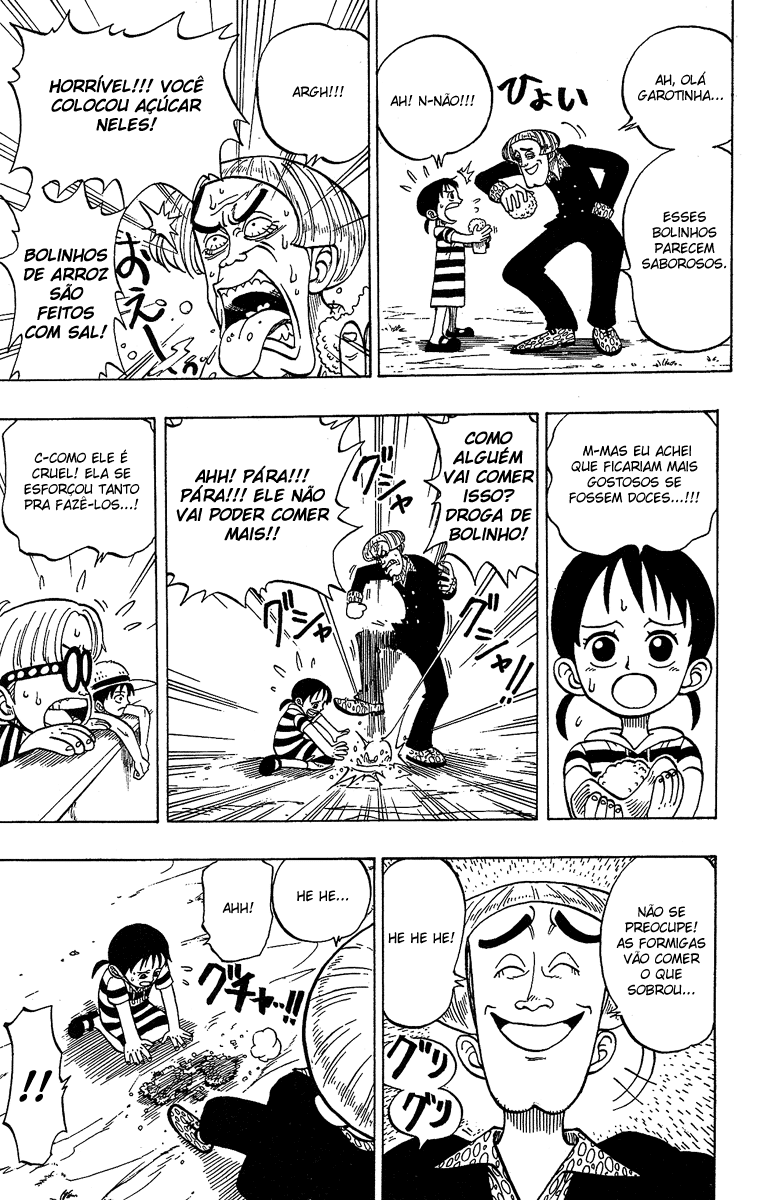 AH, OLÁ
GAROTINHA...
ESSES
BOLINHOS
PARECEM
SABOROSOS.
ひょい
AH! N-NÃO!!!
ARGH!!!
HORRÍVEL!!! VOCÊ
COLOCOU AÇÚCAR
NELES!
BOLINHOS
DE ARROZ
SÃO
FEITOS
COM SAL!
おえーっ
M-MAS EU ACHEI
QUE FICARIAM MAIS
GOSTOSOS SE
FOSSEM DOCES...!!!
COMO
ALGUÉM
VAI COMER
ISSO?
DROGA DE
BOLINHO!
グシャ
AHH! PÁRA!!!
PÁRA!!! ELE NÃO
VAI PODER COMER
MAIS!!
グシャ
グシャ!!
C-COMO ELE É
CRUEL! ELA SE
ESFORÇOU TANTO
PRA FAZÊ-LOS...!
NÃO SE
PREOCUPE!
AS FORMIGAS
VÃO COMER
O QUE
SOBROU...
HE HE HE!
グリ
グリ
HE HE...
AHH!
グチャ..!!
!!